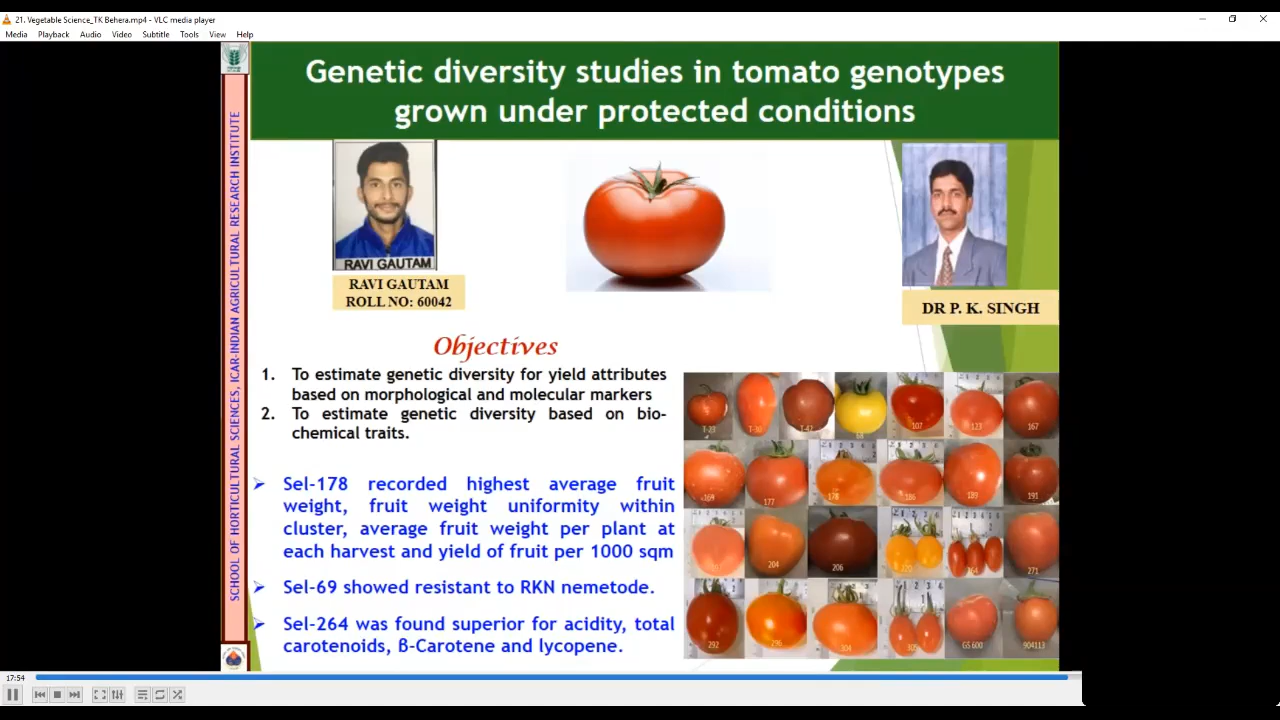 21. Vegetable Science_TK Behera.mp4 - VLC media player
Media Playback Audio Video Subtitle Tools View Help
SCHOOL OF HORTICULTURAL SCIENCES, ICAR-INDIAN AGRICULTURAL RESEARCH INSTITUTE
Genetic diversity studies in tomato genotypes
grown under protected conditions
RAVI GAUTAM
RAVI GAUTAM
ROLL NO: 60042
DR P. K. SINGH
Objectives
1. To estimate genetic diversity for yield attributes
based on morphological and molecular markers
2. To estimate genetic diversity based on bio-
chemical traits.
Sel-178 recorded highest average fruit
weight, fruit weight uniformity within
cluster, average fruit weight per plant at
each harvest and yield of fruit per 1000 sqm
Sel-69 showed resistant to RKN nemetode.
Sel-264 was found superior for acidity, total
carotenoids, β-Carotene and lycopene.
T-23 107 123 167
169 177 178 186 189 191
204 206 264 271
292 296 304 305 GS 600 904113
17:54